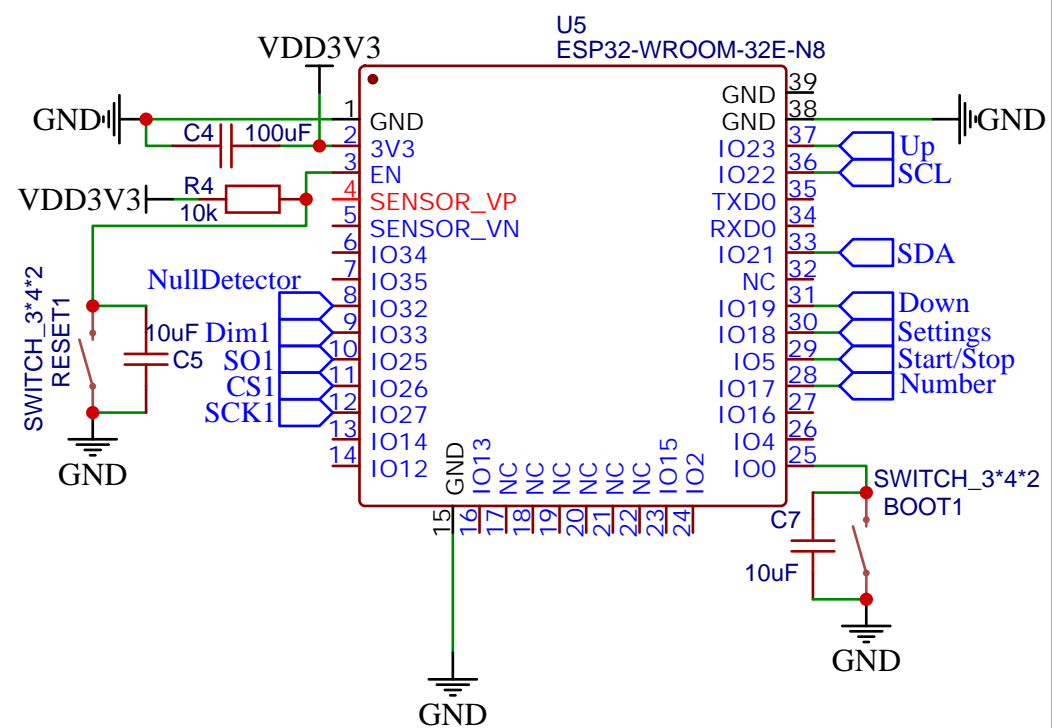 U5
ESP32-WROOM-32E-N8
VDD3V3
GND
C4
100uF
VDD3V3
R4
10k
1
GND
2
3V3
3
EN
4
SENSOR_VP
5
SENSOR_VN
6
IO34
7
IO35
NullDetector
8
IO32
Dim1
9
IO33
SO1
10
IO25
CS1
11
IO26
SCK1
12
IO27
13
IO14
14
IO12
SWITCH_3*4*2
RESET1
10uF
C5
GND
39
GND
38
GND
GND
37
IO23
Up
36
IO22
SCL
35
TXD0
34
RXD0
33
IO21
SDA
32
NC
31
IO19
Down
30
IO18
Settings
29
IO5
Start/Stop
28
IO17
Number
27
IO16
26
IO4
25
IO0
GND
IO13
NC
NC
NC
NC
NC
NC
IO15
IO2
15
16
17
18
19
20
21
22
23
24
SWITCH_3*4*2
BOOT1
C7
10uF
GND
GND